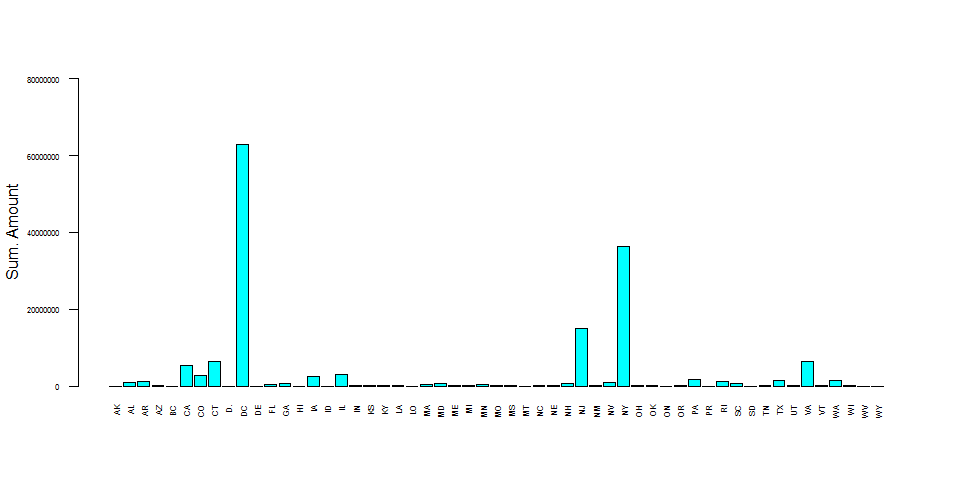 80000000
60000000
40000000
20000000
0
Sum. Amount
AK AL AR AZ BC CA CO CT D. DC DE FL GA HI IA ID IL IN KS KY LA LO MA MD ME MI MN MO MS MT NC NE NH NJ NM NV NY OH OK ON OR PA PR RI SC SD TN TX UT VA VT WA WI WV WY